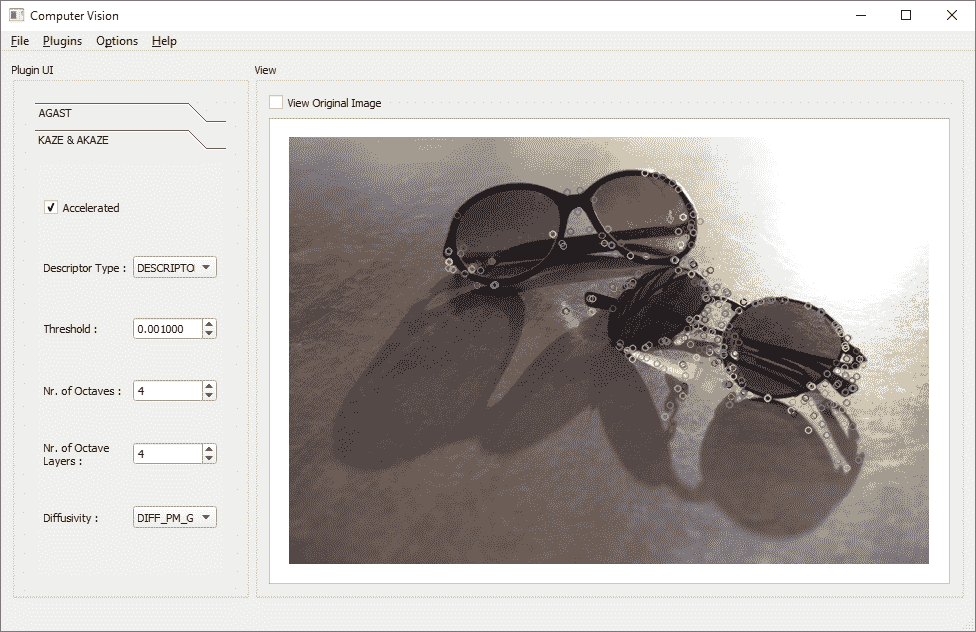 Computer Vision
File Plugins Options Help
Plugin UI
View
AGAST
KAZE & AKAZE
View Original Image
Accelerated
Descriptor Type : DESCRIPTO
Threshold : 0.001000
Nr. of Octaves : 4
Nr. of Octave
Layers : 4
Diffusivity : DIFF_PM_G